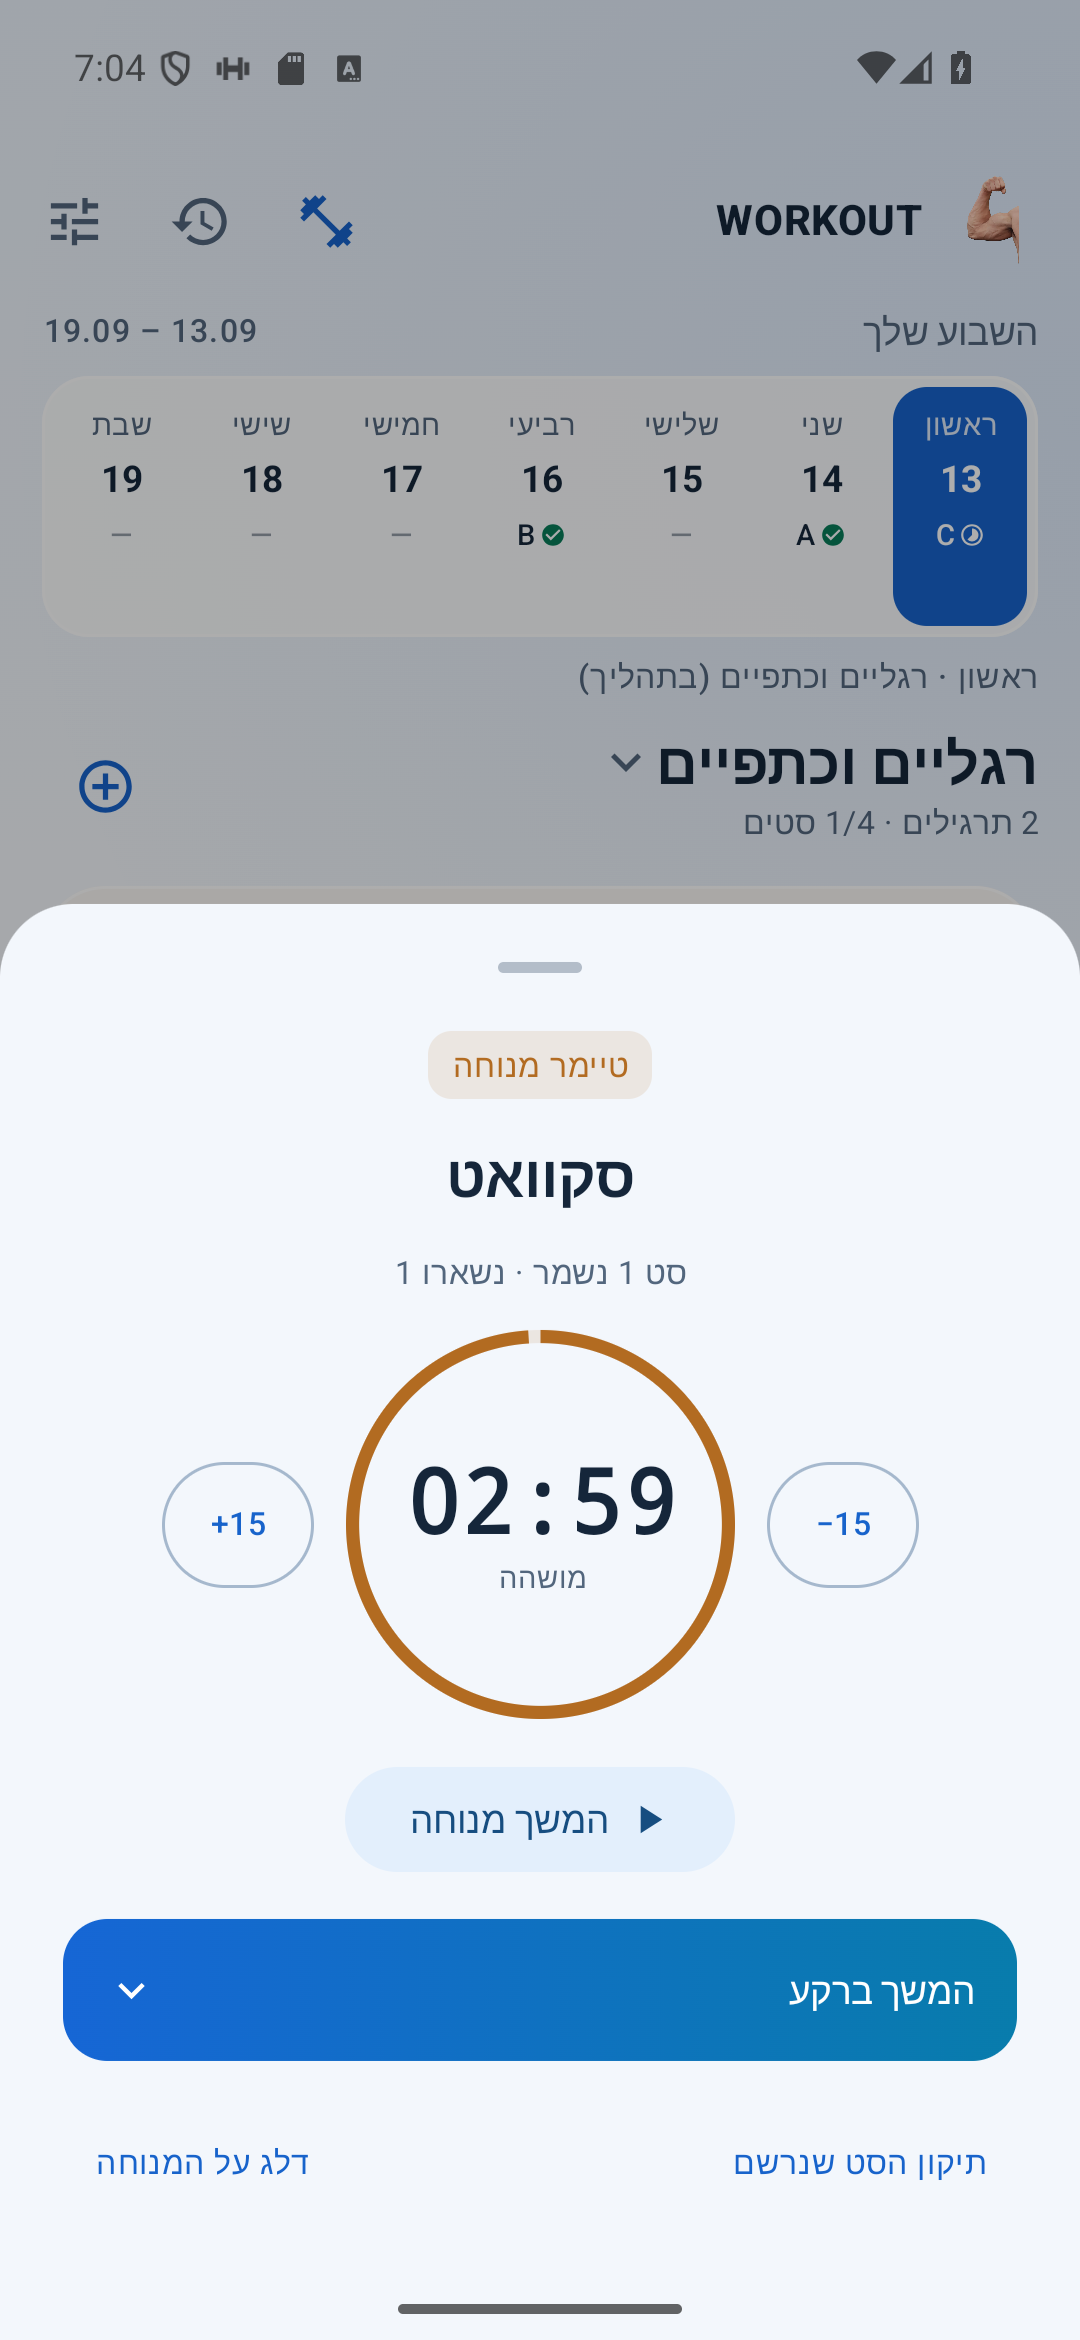 7:04
WORKOUT
השבוע שלך
19.09 – 13.09
ראשון שני שלישי רביעי חמישי שישי שבת
13 14 15 16 17 18 19
C A – B – – –
ראשון · רגליים וכתפיים (בתהליך)
רגליים וכתפיים
2 תרגילים · 1/4 סטים
טיימר מנוחה
סקוואט
סט 1 נשמר · נשארו 1
−15
02:59
+15
מושהה
המשך מנוחה
המשך ברקע
תיקון הסט שנרשם
דלג על המנוחה